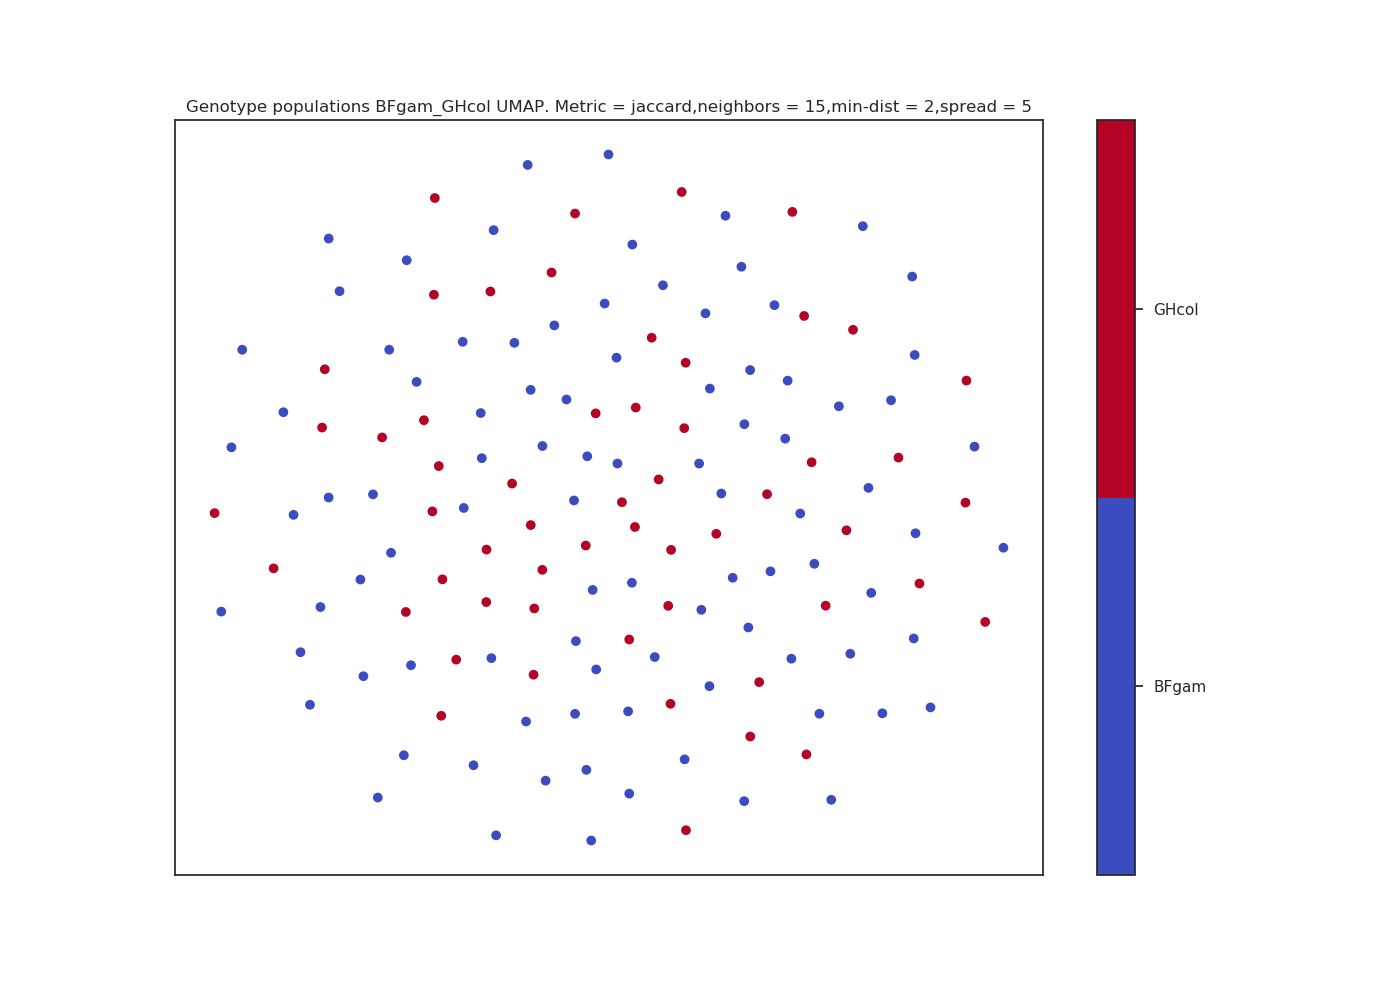 Genotype populations BFgam_GHcol UMAP. Metric = jaccard,neighbors = 15,min-dist = 2,spread = 5
GHcol
BFgam